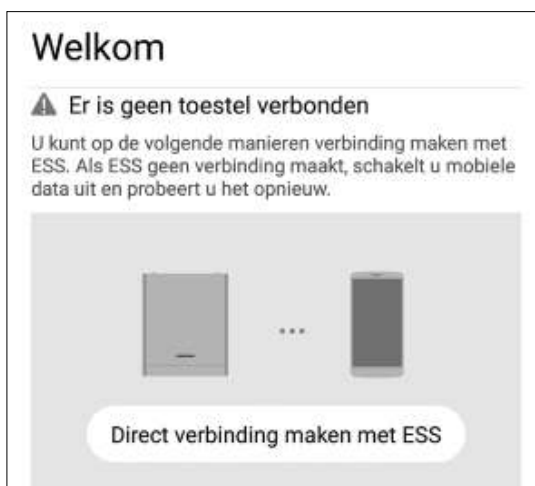 Welkom
Er is geen toestel verbonden
U kunt op de volgende manieren verbinding maken met
ESS. Als ESS geen verbinding maakt, schakelt u mobiele
data uit en probeert u het opnieuw.
Direct verbinding maken met ESS